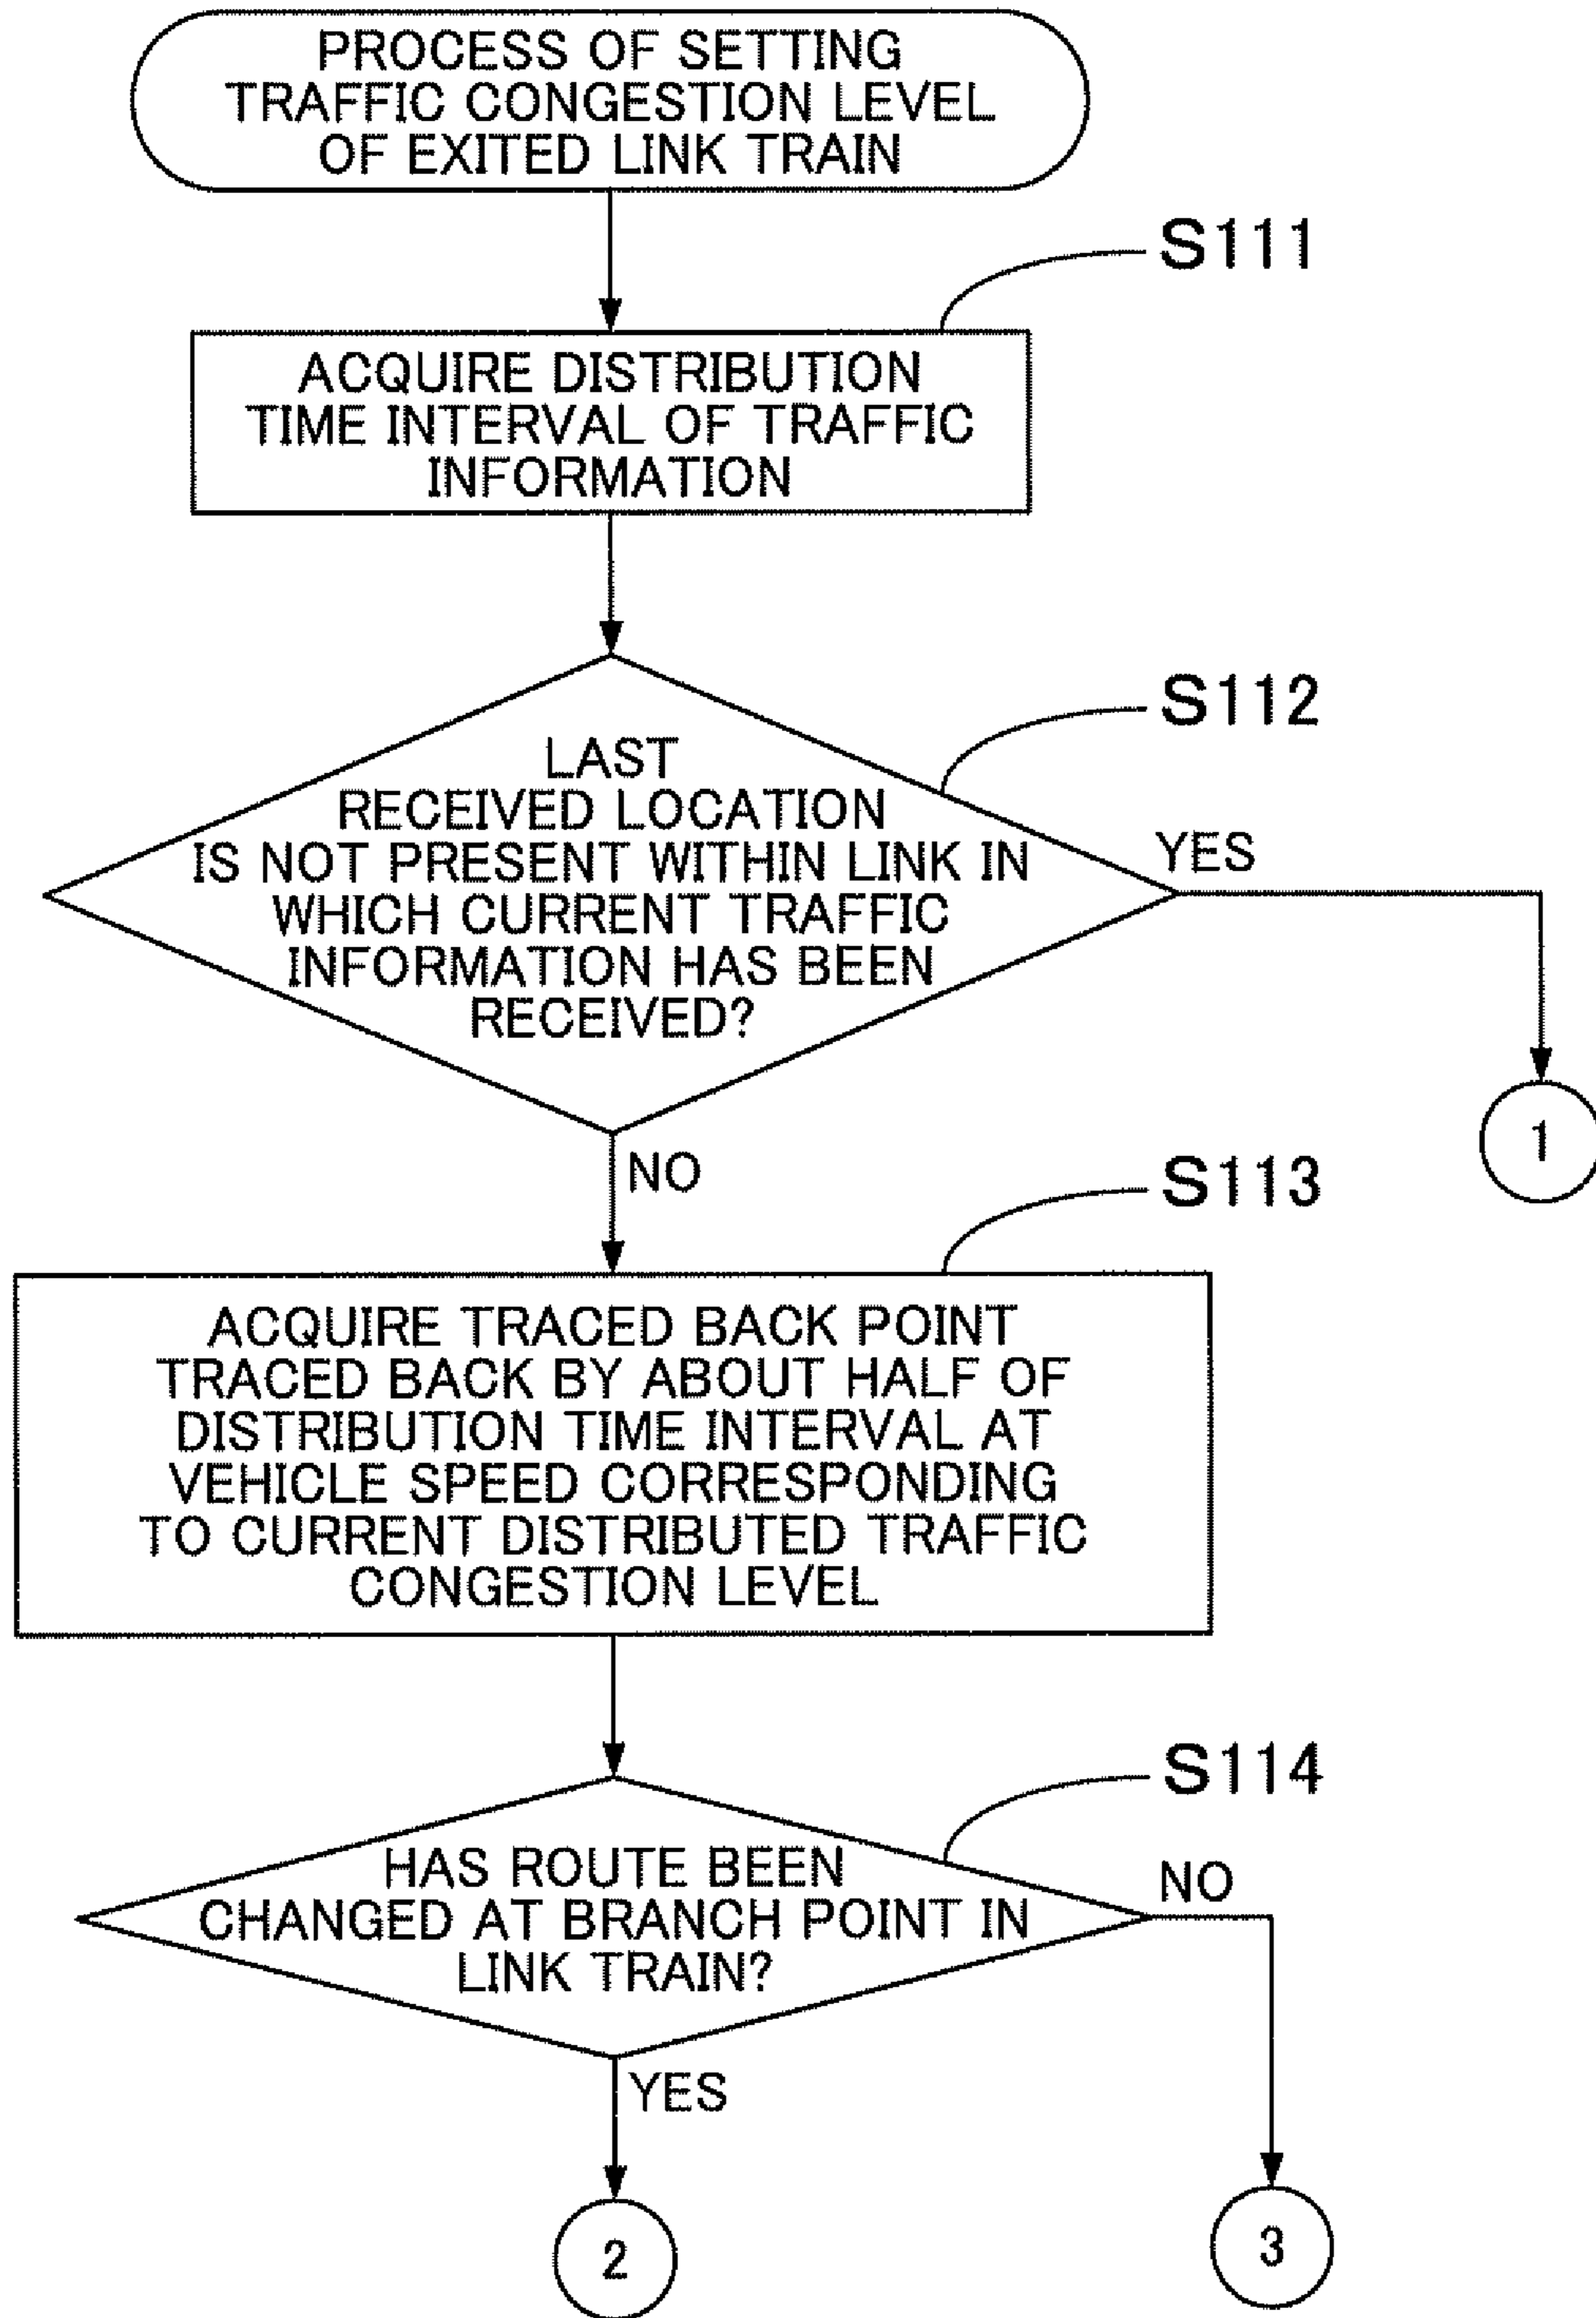 PROCESS OF SETTING
TRAFFIC CONGESTION LEVEL
OF EXITED LINK TRAIN
S111
ACQUIRE DISTRIBUTION
TIME INTERVAL OF TRAFFIC
INFORMATION
S112
LAST
RECEIVED LOCATION
IS NOT PRESENT WITHIN LINK IN
WHICH CURRENT TRAFFIC
INFORMATION HAS BEEN
RECEIVED?
YES
1
NO
S113
ACQUIRE TRACED BACK POINT
TRACED BACK BY ABOUT HALF OF
DISTRIBUTION TIME INTERVAL AT
VEHICLE SPEED CORRESPONDING
TO CURRENT DISTRIBUTED TRAFFIC
CONGESTION LEVEL
S114
HAS ROUTE BEEN
CHANGED AT BRANCH POINT IN
LINK TRAIN?
NO
YES
2
3